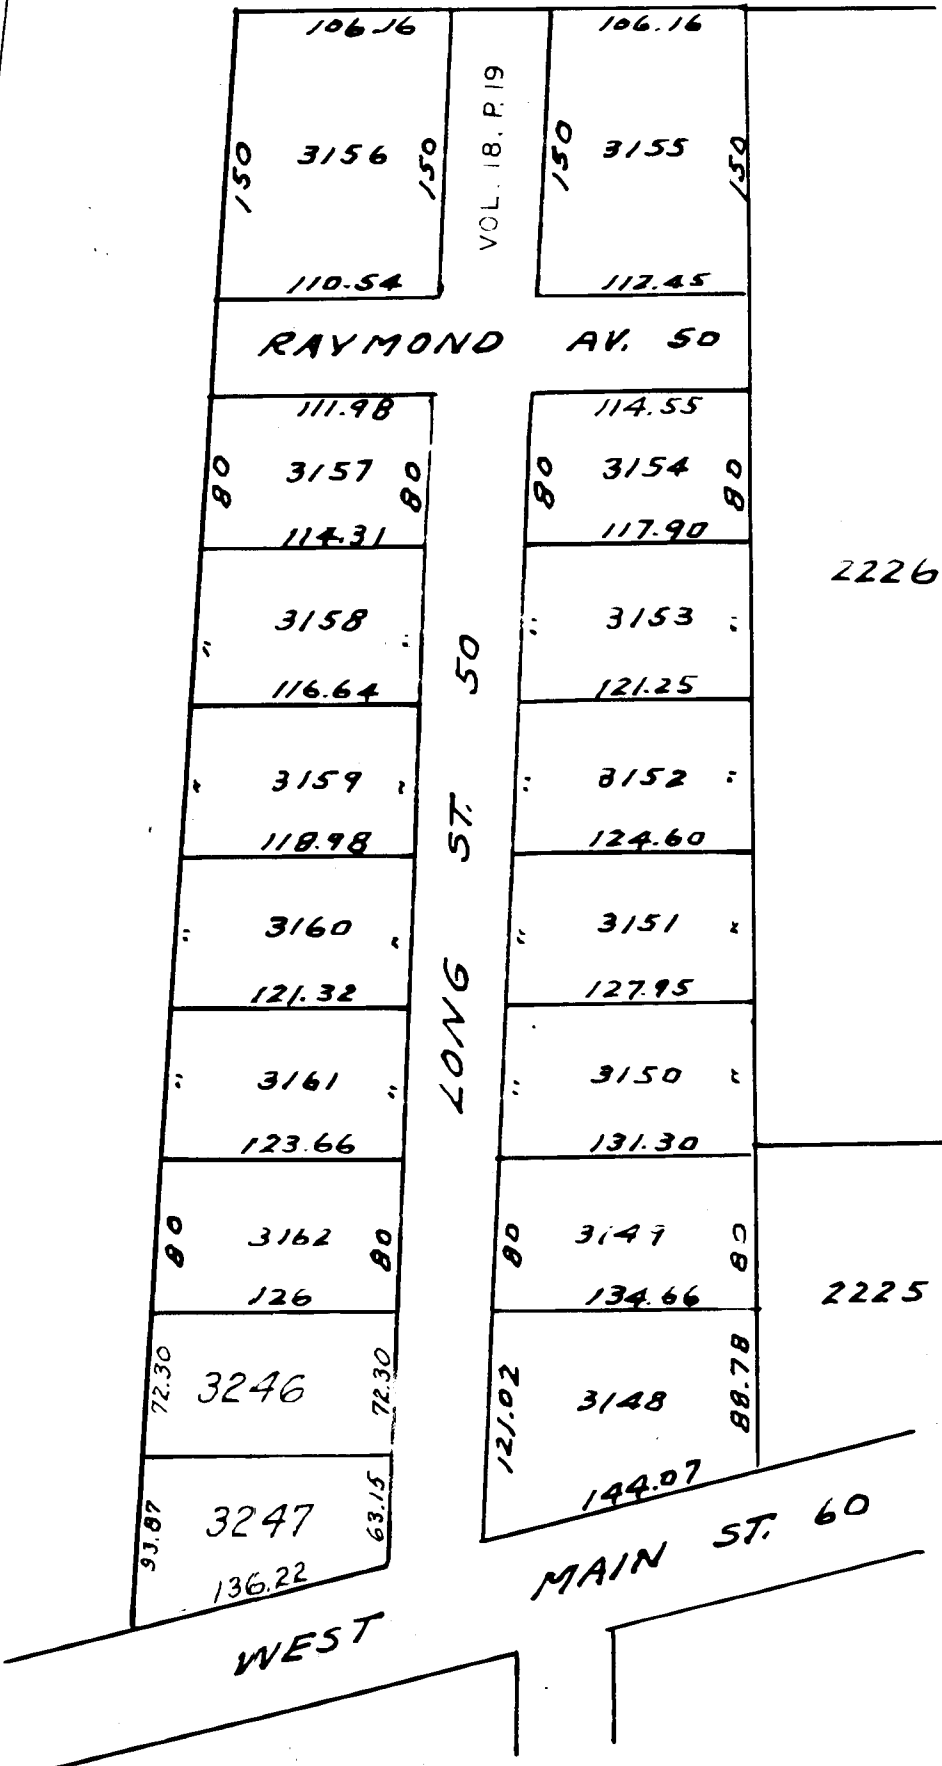 106.16 106.16
150 3156 150 VOL. 18. P. 19 150 3155 150
110.54 112.45
RAYMOND AV. 50
111.98 114.55
80 3157 80 80 3154 80
114.31 117.90
2226
" 3158 " " 3153 "
116.64 121.25
" 3159 " " 3152 "
118.98 124.60
" 3160 " " 3151 "
121.32 127.95
" 3161 " " 3150 "
123.66 131.30
LONG ST. 50
80 3162 80 80 3149 80
126 134.66
2225
72.30 3246 72.30 121.02 3148 88.78
144.07
93.87 3247 63.15
136.22
WEST MAIN ST. 60